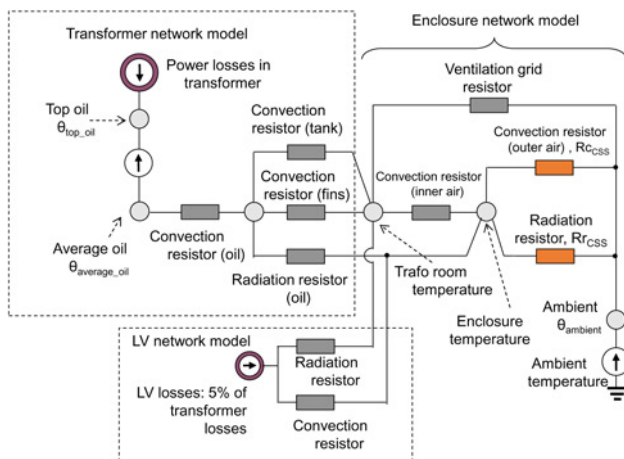 Transformer network model
Enclosure network model
Power losses in
transformer
Ventilation grid
resistor
Top oil
θtop_oil
Convection
resistor (tank)
Convection resistor
(outer air) , RcCSS
Convection
resistor (fins)
Convection resistor
(inner air)
Average oil
θaverage_oil
Convection
resistor (oil)
Radiation resistor
(oil)
Radiation
resistor, RrCSS
Trafo room
temperature
Enclosure
temperature
Ambient
θambient
Ambient
temperature
LV network model
LV losses: 5% of
transformer
losses
Radiation
resistor
Convection
resistor